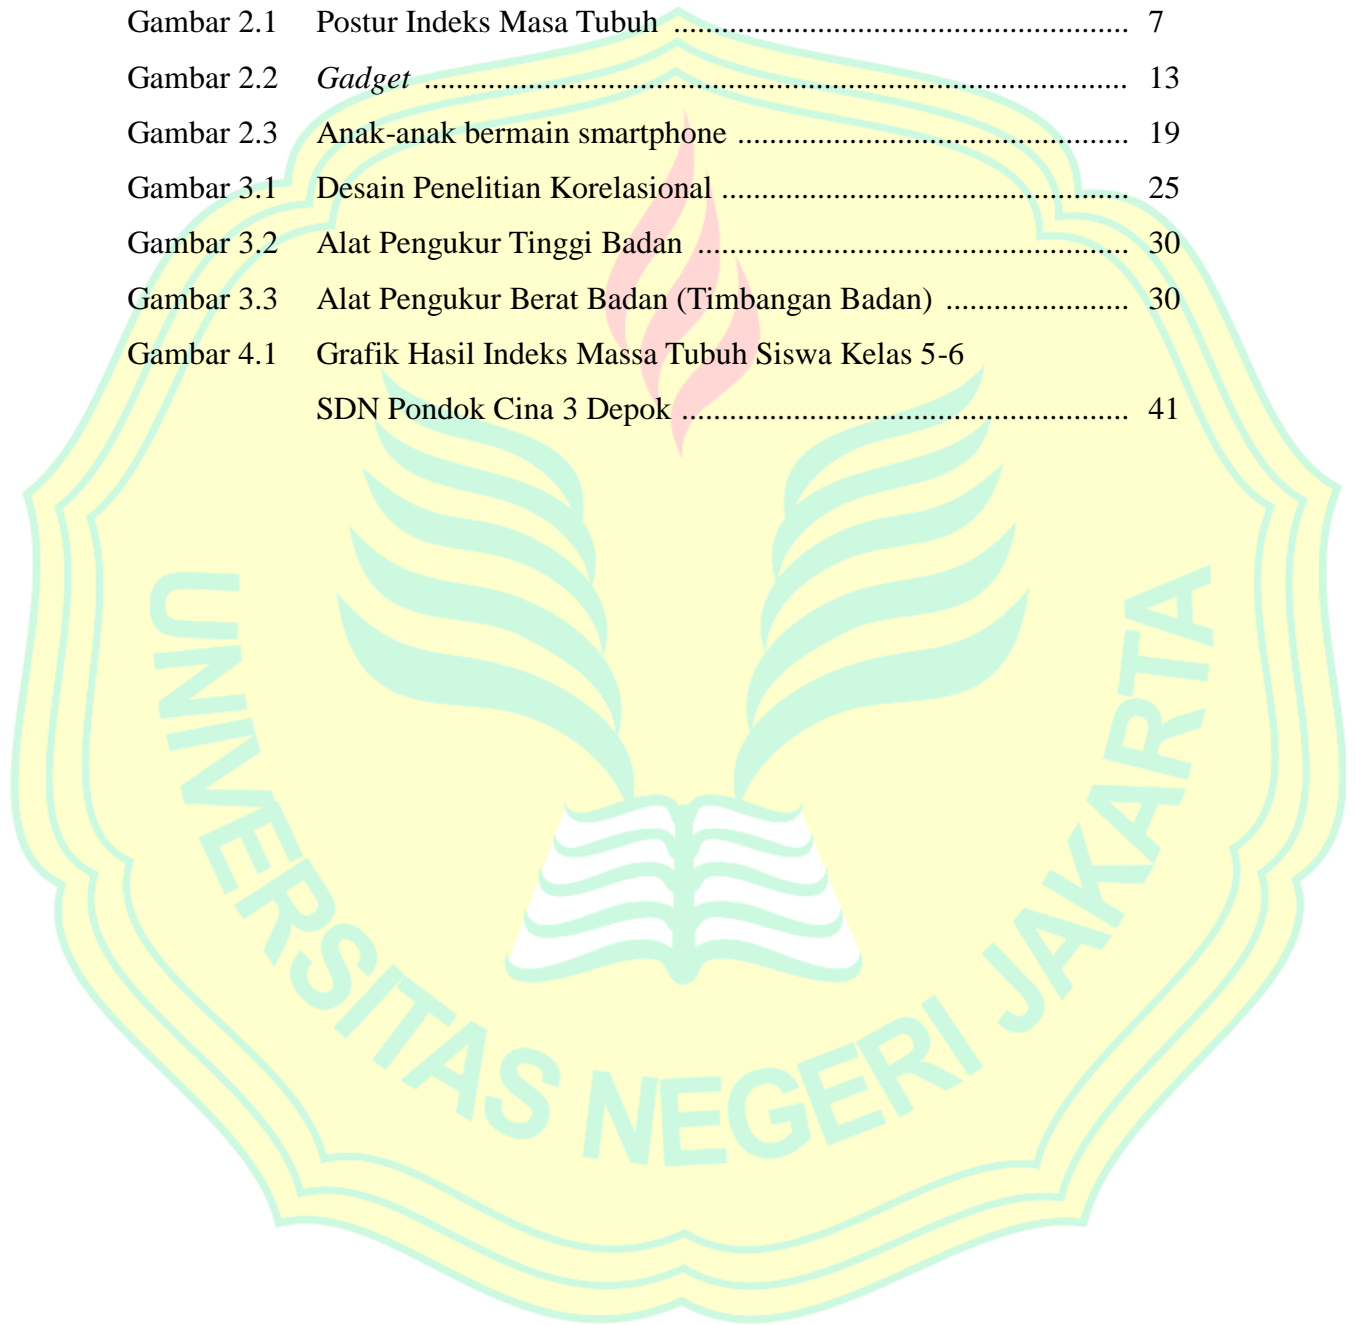 Gambar 2.1 Postur Indeks Masa Tubuh ......................................................... 7
Gambar 2.2 Gadget ........................................................................................ 13
Gambar 2.3 Anak-anak bermain smartphone ................................................. 19
Gambar 3.1 Desain Penelitian Korelasional ................................................... 25
Gambar 3.2 Alat Pengukur Tinggi Badan ...................................................... 30
Gambar 3.3 Alat Pengukur Berat Badan (Timbangan Badan) ....................... 30
Gambar 4.1 Grafik Hasil Indeks Massa Tubuh Siswa Kelas 5-6
SDN Pondok Cina 3 Depok ........................................................ 41
UNIVERSITAS NEGERI JAKARTA